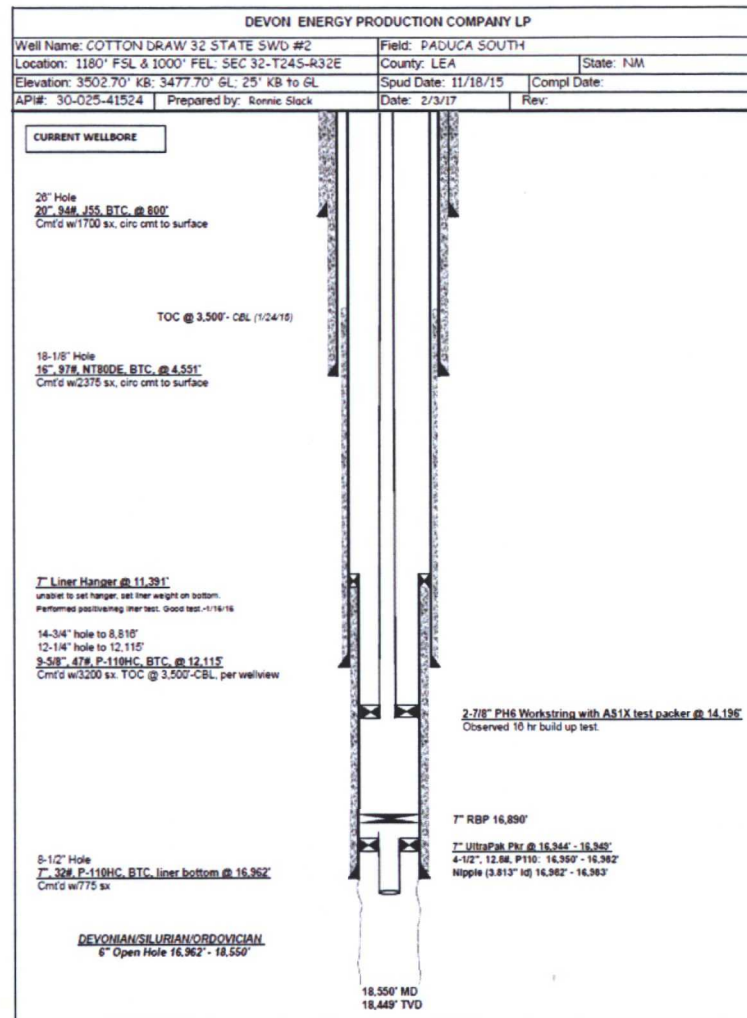 DEVON ENERGY PRODUCTION COMPANY LP
Well Name: COTTON DRAW 32 STATE SWD #2 Field: PADUCA SOUTH
Location: 1180' FSL & 1000' FEL; SEC 32-T24S-R32E County: LEA State: NM
Elevation: 3502.70' KB; 3477.70' GL; 25' KB to GL Spud Date: 11/18/15 Compl Date:
API#: 30-025-41524 Prepared by: Ronnie Slack Date: 2/3/17 Rev:
CURRENT WELLBORE
26" Hole
20", 94#, J55, BTC, @ 800'
Cmt'd w/1700 sx, circ cmt to surface
TOC @ 3,500'- CBL (1/24/16)
18-1/8" Hole
16", 97#, NT80DE, BTC, @ 4,551'
Cmt'd w/2375 sx, circ cmt to surface
7" Liner Hanger @ 11,391'
unablet to set hanger, set liner weight on bottom.
Performed positive/neg liner test. Good test.-1/16/16
14-3/4" hole to 8,816'
12-1/4" hole to 12,115'
9-5/8", 47#, P-110HC, BTC, @ 12,115'
Cmt'd w/3200 sx. TOC @ 3,500'-CBL, per wellview
2-7/8" PH6 Workstring with AS1X test packer @ 14,196'
Observed 16 hr build up test.
7" RBP 16,890'
7" UltraPak Pkr @ 16,944' - 16,949'
4-1/2", 12.6#, P110: 16,950' - 16,982'
Nipple (3.813" id) 16,982' - 16,983'
8-1/2" Hole
7", 32#, P-110HC, BTC, liner bottom @ 16,962'
Cmt'd w/775 sx
DEVONIAN/SILURIAN/ORDOVICIAN
6" Open Hole 16,962' - 18,550'
18,550' MD
18,449' TVD